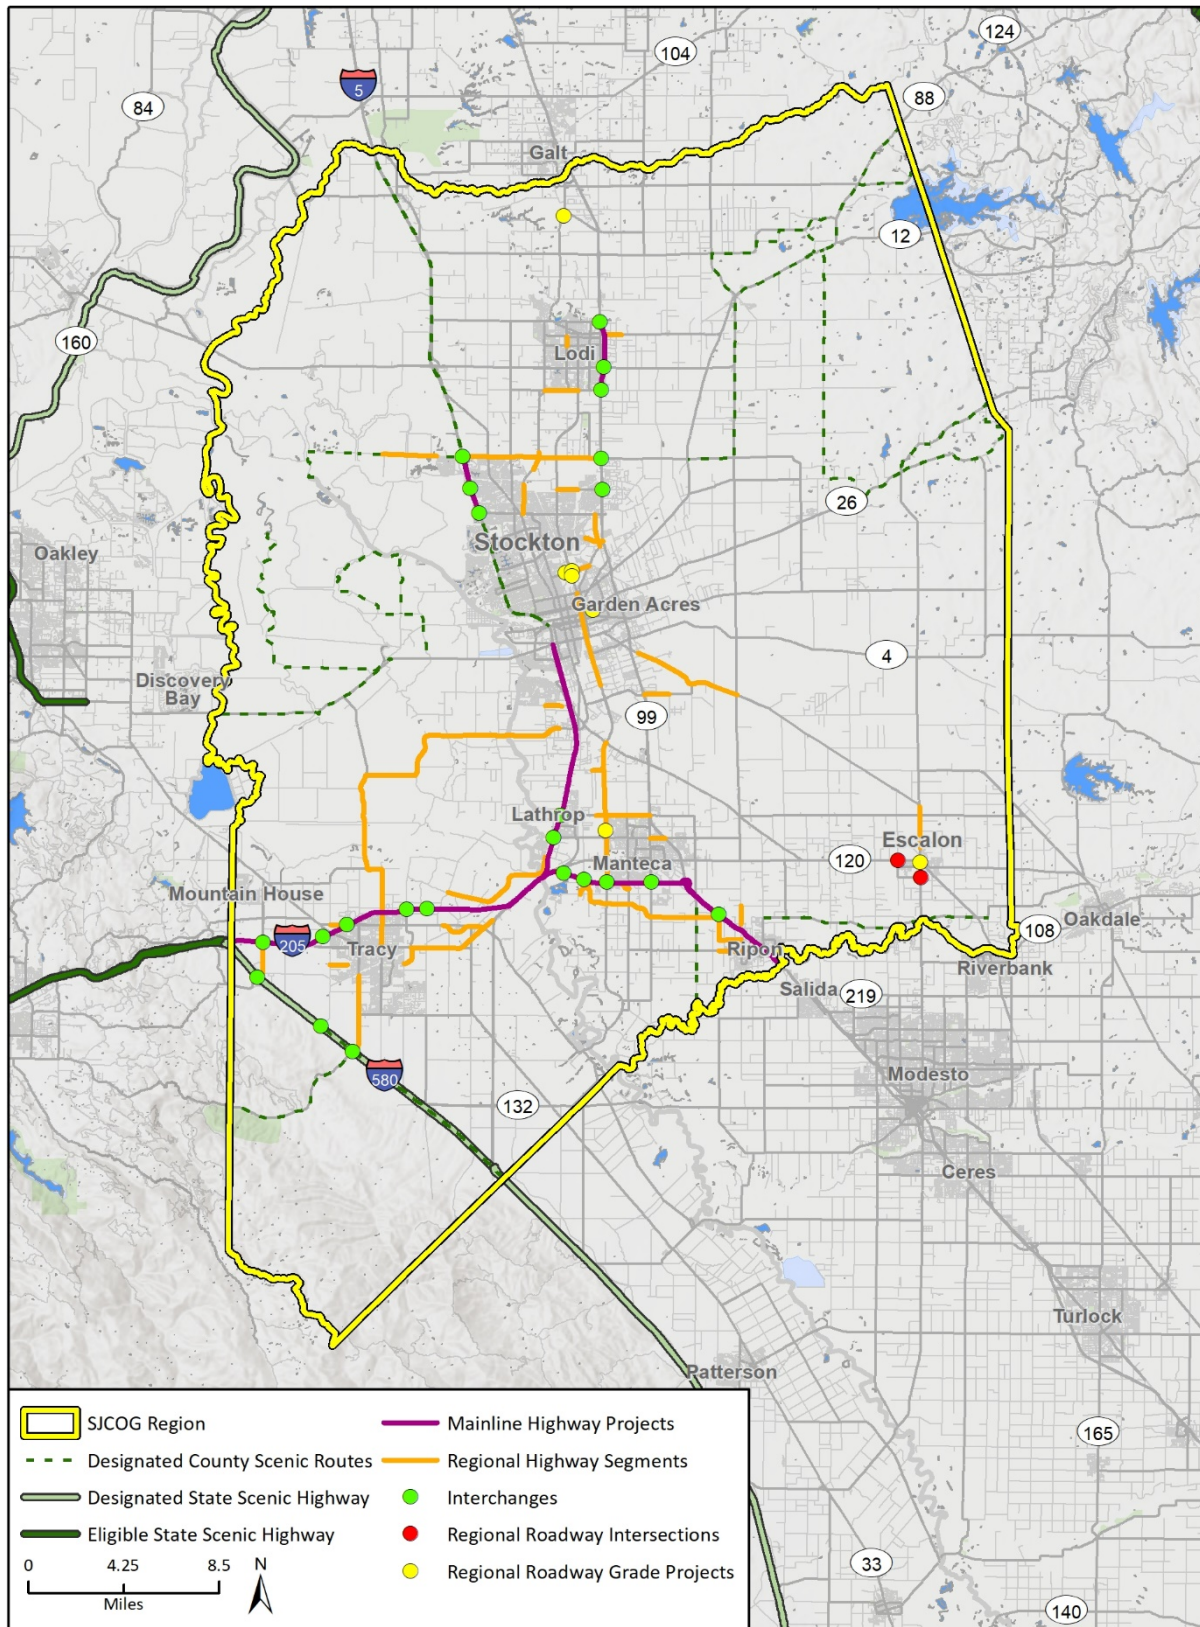 104
124
5
84
88
Galt
12
160
Lodi
26
Stockton
Oakley
Garden Acres
4
Discovery
Bay
99
Lathrop
Escalon
120
Manteca
Mountain House
108
Oakdale
205
Tracy
Ripon
Riverbank
Salida
219
580
Modesto
132
Ceres
Turlock
Patterson
165
33
140
SJCOG Region
Designated County Scenic Routes
Designated State Scenic Highway
Eligible State Scenic Highway
0 4.25 8.5
Miles
N
Mainline Highway Projects
Regional Highway Segments
Interchanges
Regional Roadway Intersections
Regional Roadway Grade Projects